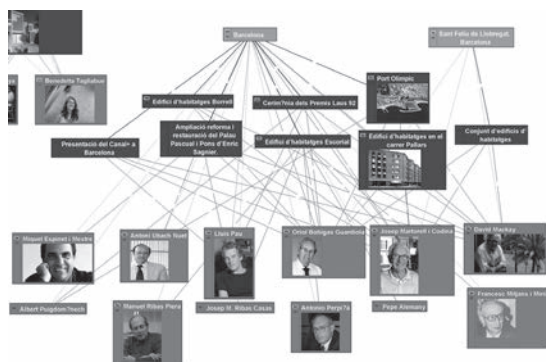 Barcelona
Sant Feliu de Llobregat,
Barcelona
Benedetta Tagliabue
Port Olímpic
Edifici d'habitatges Borrell
Cerim?nia dels Premis Laus 92
Presentació del Canal+ a
Barcelona
Ampliació reforma i
restauració del Palau
Pascual i Pons d'Enric
Sagnier.
Edifici d'habitatges Escorial
Edifici d'habitatges en el
carrer Pallars
Conjunt d'edificis d'
habitatges
Miquel Espinet i Mestre
Antoni Ubach Nuet
Lluís Pau
Oriol Bohigas Guardiola
Josep Martorell i Codina
David Mackay
Albert Puigdom?nech
Manuel Ribas Piera
Josep M. Ribas Casas
Antonio Perp?á
Pepa Alemany
Francesc Mitjans i Miró